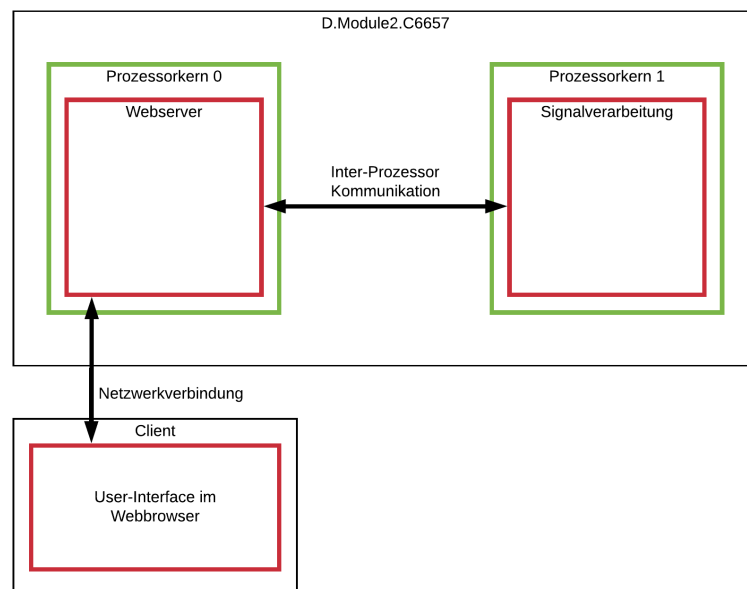 D.Module2.C6657
Prozessorkern 0
Prozessorkern 1
Webserver
Signalverarbeitung
Inter-Prozessor
Kommunikation
Netzwerkverbindung
Client
User-Interface im
Webbrowser